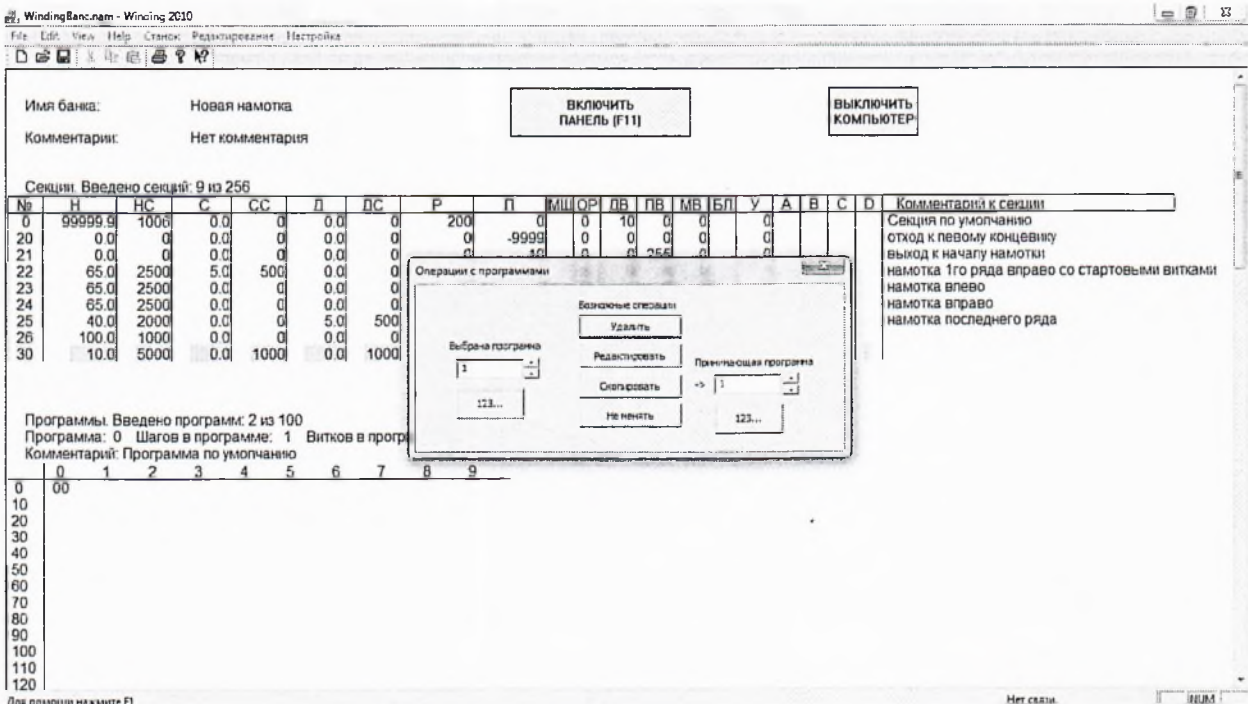 WindingBanc.nam - Winding 2010
File Edit View Help Станок Редактирование Настройка
Имя банка: Новая намотка
ВКЛЮЧИТЬ ПАНЕЛЬ (F11)
ВЫКЛЮЧИТЬ КОМПЬЮТЕР
Комментарии: Нет комментария
Секции. Введено секций: 9 из 256
№ Н НС С СС Д ДС Р П МШ ОР ЛВ ПВ МВ БЛ У A B C D Комментарий к секции
0 99999.9 1006 0.0 0 0.0 0 200 0 0 10 0 0 0 Секция по умолчанию
20 0.0 0 0.0 0 0.0 0 0 -9999 0 0 0 0 0 отход к левому концевику
21 0.0 0 0.0 0 0.0 0 выход к началу намотки
22 65.0 2500 5.0 500 0.0 0 намотка 1го ряда вправо со стартовыми витками
23 65.0 2500 0.0 0 0.0 0 намотка влево
24 65.0 2500 0.0 0 0.0 0 намотка вправо
25 40.0 2000 0.0 0 5.0 500 намотка последнего ряда
26 100.0 1000 0.0 0 0.0 0
30 10.0 5000 0.0 1000 0.0 1000
Операции с программами
Возможные операции
Удалить
Выбрана программа
Редактировать
Принимающая программа
1
Скопировать
-> 1
123...
Не менять
123...
Программы. Введено программ: 2 из 100
Программа: 0 Шагов в программе: 1 Витков в прогр
Комментарий: Программа по умолчанию
0 1 2 3 4 5 6 7 8 9
0 00
10
20
30
40
50
60
70
80
90
100
110
120
Для помощи нажмите F1
Нет связи.
NUM